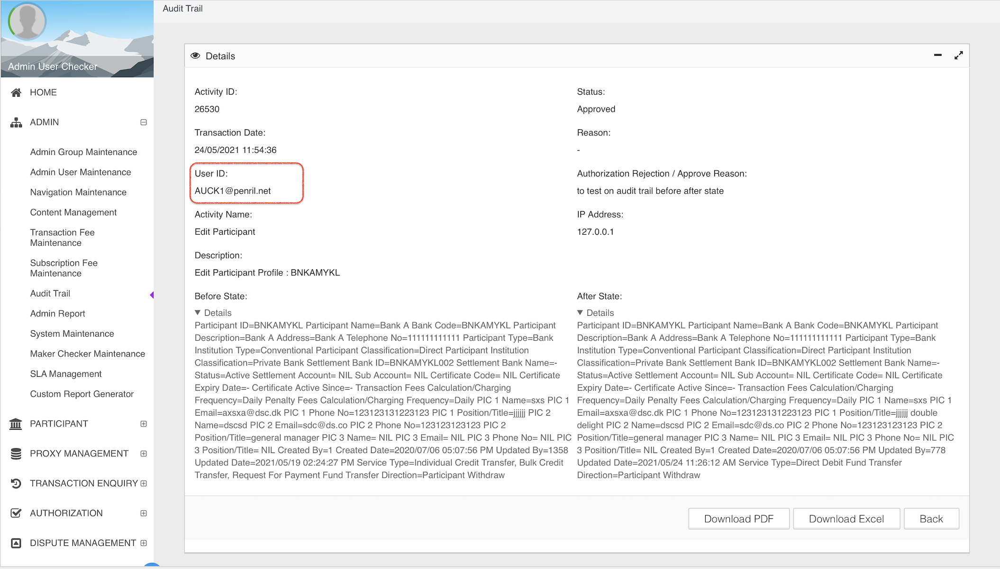 Audit Trail
Admin User Checker
HOME
ADMIN
Admin Group Maintenance
Admin User Maintenance
Navigation Maintenance
Content Management
Transaction Fee
Maintenance
Subscription Fee
Maintenance
Audit Trail
Admin Report
System Maintenance
Maker Checker Maintenance
SLA Management
Custom Report Generator
PARTICIPANT
PROXY MANAGEMENT
TRANSACTION ENQUIRY
AUTHORIZATION
DISPUTE MANAGEMENT
Details
Activity ID:
26530
Transaction Date:
24/05/2021 11:54:36
User ID:
AUCK1@penril.net
Activity Name:
Edit Participant
Description:
Edit Participant Profile : BNKAMYKL
Status:
Approved
Reason:
-
Authorization Rejection / Approve Reason:
to test on audit trail before after state
IP Address:
127.0.0.1
Before State:
▼ Details
Participant ID=BNKAMYKL Participant Name=Bank A Bank Code=BNKAMYKL Participant
Description=Bank A Address=Bank A Telephone No=111111111111 Participant Type=Bank
Institution Type=Conventional Participant Classification=Direct Participant Institution
Classification=Private Bank Settlement Bank ID=BNKAMYKL002 Settlement Bank Name=-
Status=Active Settlement Account= NIL Sub Account= NIL Certificate Code= NIL Certificate
Expiry Date=- Certificate Active Since=- Transaction Fees Calculation/Charging
Frequency=Daily Penalty Fees Calculation/Charging Frequency=Daily PIC 1 Name=sxs PIC 1
Email=axsxa@dsc.dk PIC 1 Phone No=123123131223123 PIC 1 Position/Title=jjjjjj PIC 2
Name=dscsd PIC 2 Email=sdc@ds.co PIC 2 Phone No=123123123123 PIC 2
Position/Title=general manager PIC 3 Name= NIL PIC 3 Email= NIL PIC 3 Phone No= NIL PIC
3 Position/Title= NIL Created By=1 Created Date=2020/07/06 05:07:56 PM Updated By=1358
Updated Date=2021/05/19 02:24:27 PM Service Type=Individual Credit Transfer, Bulk Credit
Transfer, Request For Payment Fund Transfer Direction=Participant Withdraw
After State:
▼ Details
Participant ID=BNKAMYKL Participant Name=Bank A Bank Code=BNKAMYKL Participant
Description=Bank A Address=Bank A Telephone No=111111111111 Participant Type=Bank
Institution Type=Conventional Participant Classification=Direct Participant Institution
Classification=Private Bank Settlement Bank ID=BNKAMYKL002 Settlement Bank Name=-
Status=Active Settlement Account= NIL Sub Account= NIL Certificate Code= NIL Certificate
Expiry Date=- Certificate Active Since=- Transaction Fees Calculation/Charging
Frequency=Daily Penalty Fees Calculation/Charging Frequency=Daily PIC 1 Name=sxs PIC 1
Email=axsxa@dsc.dk PIC 1 Phone No=123123131223123 PIC 1 Position/Title=jjjjjj double
delight PIC 2 Name=dscsd PIC 2 Email=sdc@ds.co PIC 2 Phone No=123123123123 PIC 2
Position/Title=general manager PIC 3 Name= NIL PIC 3 Email= NIL PIC 3 Phone No= NIL PIC
3 Position/Title= NIL Created By=1 Created Date=2020/07/06 05:07:56 PM Updated By=778
Updated Date=2021/05/24 11:26:12 AM Service Type=Direct Debit Fund Transfer
Direction=Participant Withdraw
Download PDF
Download Excel
Back